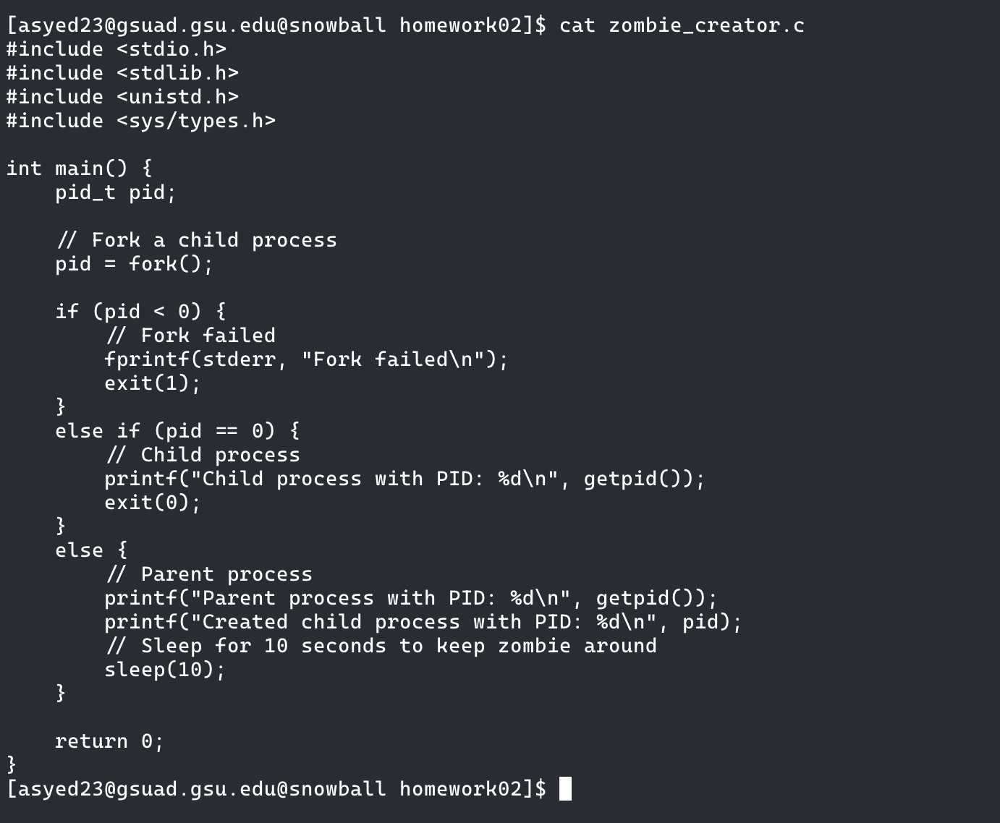 [asyed23@gsuad.gsu.edu@snowball homework02]$ cat zombie_creator.c
#include <stdio.h>
#include <stdlib.h>
#include <unistd.h>
#include <sys/types.h>

int main() {
    pid_t pid;

    // Fork a child process
    pid = fork();

    if (pid < 0) {
        // Fork failed
        fprintf(stderr, "Fork failed\n");
        exit(1);
    }
    else if (pid == 0) {
        // Child process
        printf("Child process with PID: %d\n", getpid());
        exit(0);
    }
    else {
        // Parent process
        printf("Parent process with PID: %d\n", getpid());
        printf("Created child process with PID: %d\n", pid);
        // Sleep for 10 seconds to keep zombie around
        sleep(10);
    }

    return 0;
}
[asyed23@gsuad.gsu.edu@snowball homework02]$